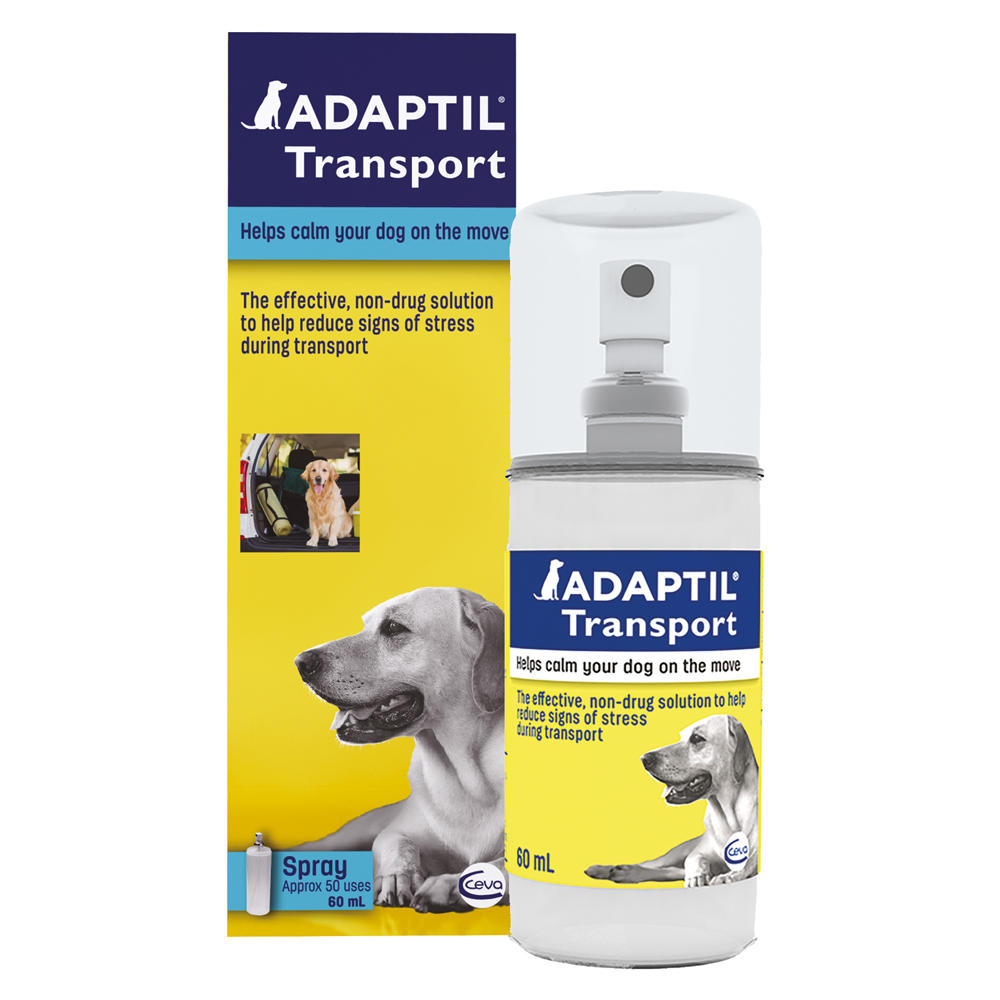 ADAPTIL®
Transport
Helps calm your dog on the move
The effective, non-drug solution
to help reduce signs of stress
during transport
Spray
Approx 50 uses
60 mL
Ceva
ADAPTIL®
Transport
Helps calm your dog on the move
The effective, non-drug solution to help
reduce signs of stress
during transport
60 mL
Ceva